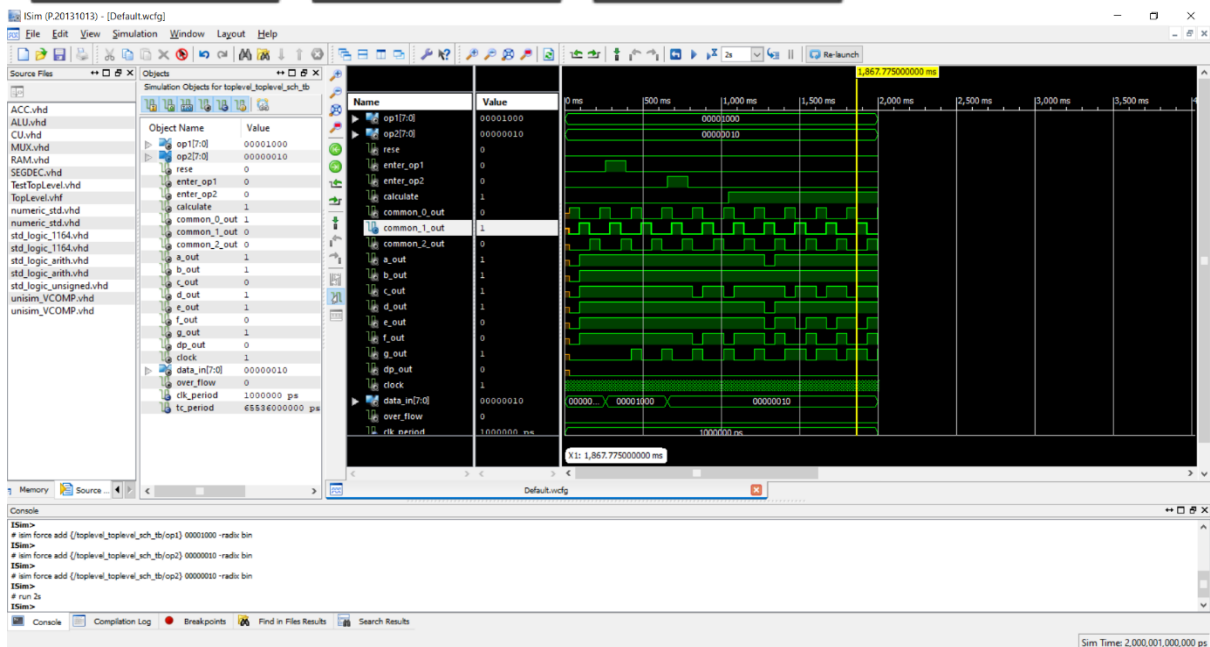 ISim (P.20131013) - [Default.wcfg]
File Edit View Simulation Window Layout Help
2s Re-launch
Source Files
ACC.vhd
ALU.vhd
CU.vhd
MUX.vhd
RAM.vhd
SEGDEC.vhd
TestTopLevel.vhd
TopLevel.vhf
numeric_std.vhd
numeric_std.vhd
std_logic_1164.vhd
std_logic_1164.vhd
std_logic_arith.vhd
std_logic_arith.vhd
std_logic_unsigned.vhd
unisim_VCOMP.vhd
unisim_VCOMP.vhd
Memory Source ...
Objects
Simulation Objects for toplevel_toplevel_sch_tb
Object Name Value
op1[7:0] 00001000
op2[7:0] 00000010
rese 0
enter_op1 0
enter_op2 0
calculate 1
common_0_out 1
common_1_out 0
common_2_out 0
a_out 1
b_out 1
c_out 0
d_out 1
e_out 1
f_out 0
g_out 1
dp_out 0
clock 1
data_in[7:0] 00000010
over_flow 0
clk_period 1000000 ps
tc_period 65536000000 ps
1,867.775000000 ms
Name Value 0 ms 500 ms 1,000 ms 1,500 ms 2,000 ms 2,500 ms 3,000 ms 3,500 ms 4
op1[7:0] 00001000 00001000
op2[7:0] 00000010 00000010
rese 0
enter_op1 0
enter_op2 0
calculate 1
common_0_out 0
common_1_out 1
common_2_out 0
a_out 1
b_out 1
c_out 1
d_out 1
e_out 0
f_out 0
g_out 1
dp_out 0
clock 1
data_in[7:0] 00000010 00000... 00001000 00000010
over_flow 0
clk_period 1000000 ps 1000000 ps
X1: 1,867.775000000 ms
Default.wcfg
Console
ISim>
# isim force add {/toplevel_toplevel_sch_tb/op1} 00001000 -radix bin
ISim>
# isim force add {/toplevel_toplevel_sch_tb/op2} 00000010 -radix bin
ISim>
# isim force add {/toplevel_toplevel_sch_tb/op2} 00000010 -radix bin
ISim>
# run 2s
ISim>
Console Compilation Log Breakpoints Find in Files Results Search Results
Sim Time: 2,000,001,000,000 ps